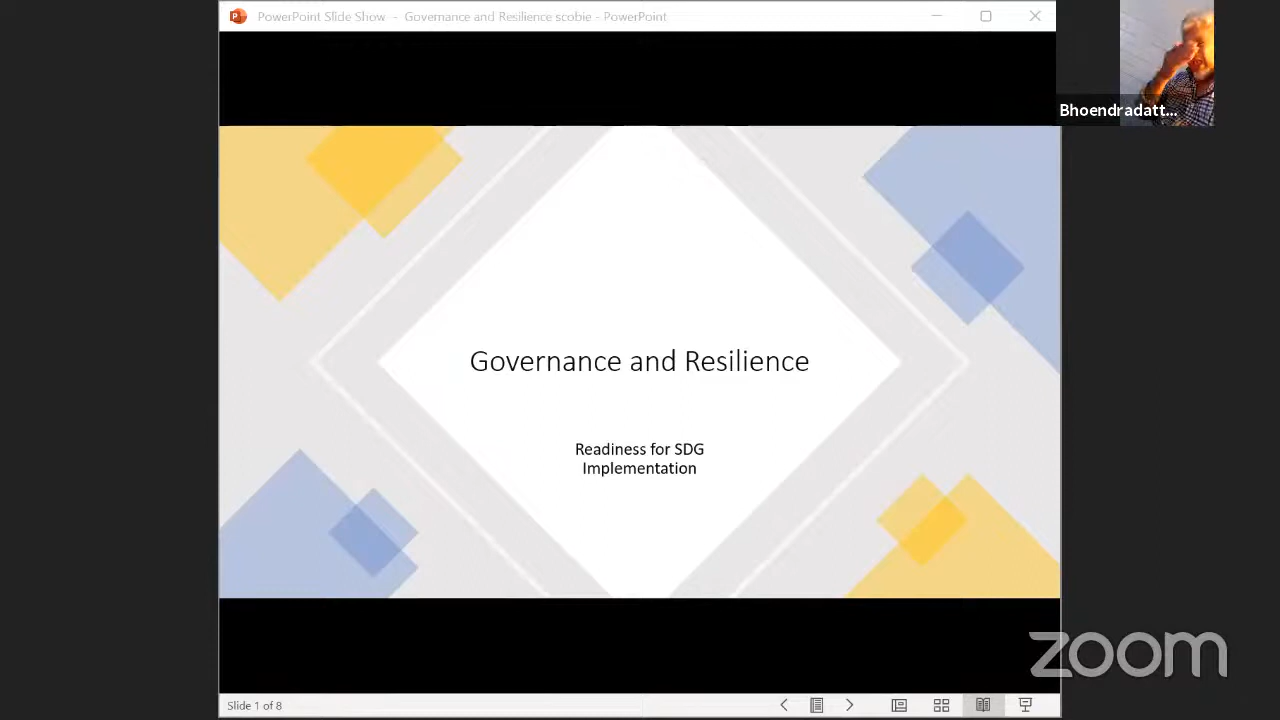 PowerPoint Slide Show - Governance and Resilience scobie - PowerPoint
Bhoendradatt...
Governance and Resilience
Readiness for SDG
Implementation
zoom
Slide 1 of 8